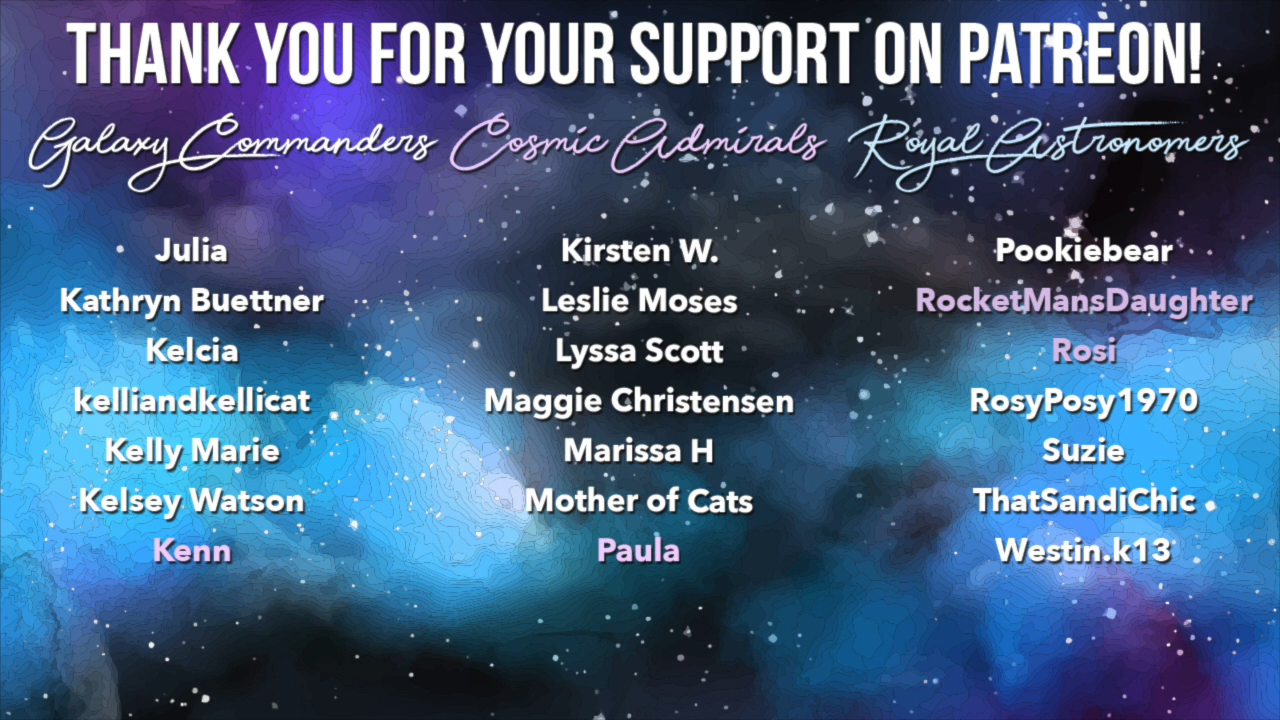 THANK YOU FOR YOUR SUPPORT ON PATREON!
Galaxy Commanders
Cosmic Admirals
Royal Astronomers
Julia
Kathryn Buettner
Kelcia
kelliandkellicat
Kelly Marie
Kelsey Watson
Kenn
Kirsten W.
Leslie Moses
Lyssa Scott
Maggie Christensen
Marissa H
Mother of Cats
Paula
Pookiebear
RocketMansDaughter
Rosi
RosyPosy1970
Suzie
ThatSandiChic
Westin.k13